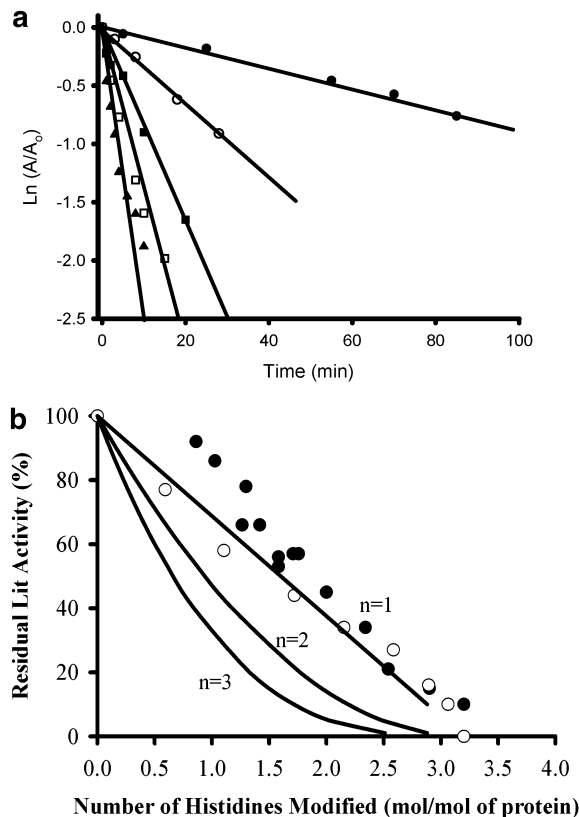 a
Ln (A/Ao)
0.0
-0.5
-1.0
-1.5
-2.0
-2.5
0 20 40 60 80 100
Time (min)
b
Residual Lit Activity (%)
100
80
60
40
20
0
n=1
n=2
n=3
0.0 0.5 1.0 1.5 2.0 2.5 3.0 3.5 4.0
Number of Histidines Modified (mol/mol of protein)